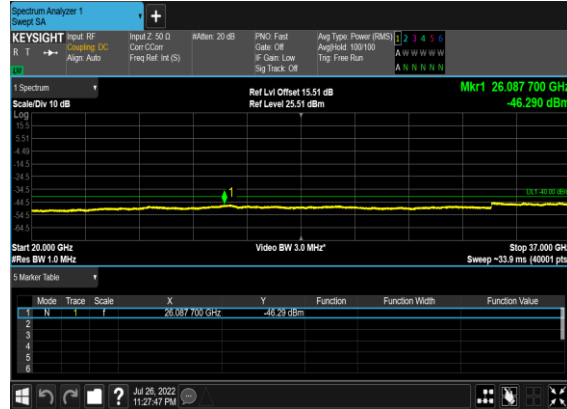 Spectrum Analyzer 1
Swept SA
+
KEYSIGHT Input: RF Input Z: 50 Ω #Atten: 20 dB PNO: Fast Avg Type: Power (RMS) 1 2 3 4 5 6
R T Coupling: DC Corr CCorr Gate: Off Avg|Hold: 100/100 A W W W W W
Align: Auto Freq Ref: Int (S) IF Gain: Low Trig: Free Run
LW Sig Track: Off A N N N N N
1 Spectrum Ref Lvl Offset 15.51 dB Mkr1 26.087 700 GHz
Scale/Div 10 dB Ref Level 25.51 dBm -46.290 dBm
Log
15.5
5.51
-4.49
-14.5
-24.5
-34.5 1 DL1 -40.00 dBm
-44.5
-54.5
-64.5
Start 20.000 GHz Video BW 3.0 MHz* Stop 37.000 GHz
#Res BW 1.0 MHz Sweep ~33.9 ms (40001 pts)
5 Marker Table
Mode Trace Scale X Y Function Function Width Function Value
1 N 1 f 26.087 700 GHz -46.29 dBm
2
3
4
5
6
? Jul 26, 2022
11:27:47 PM